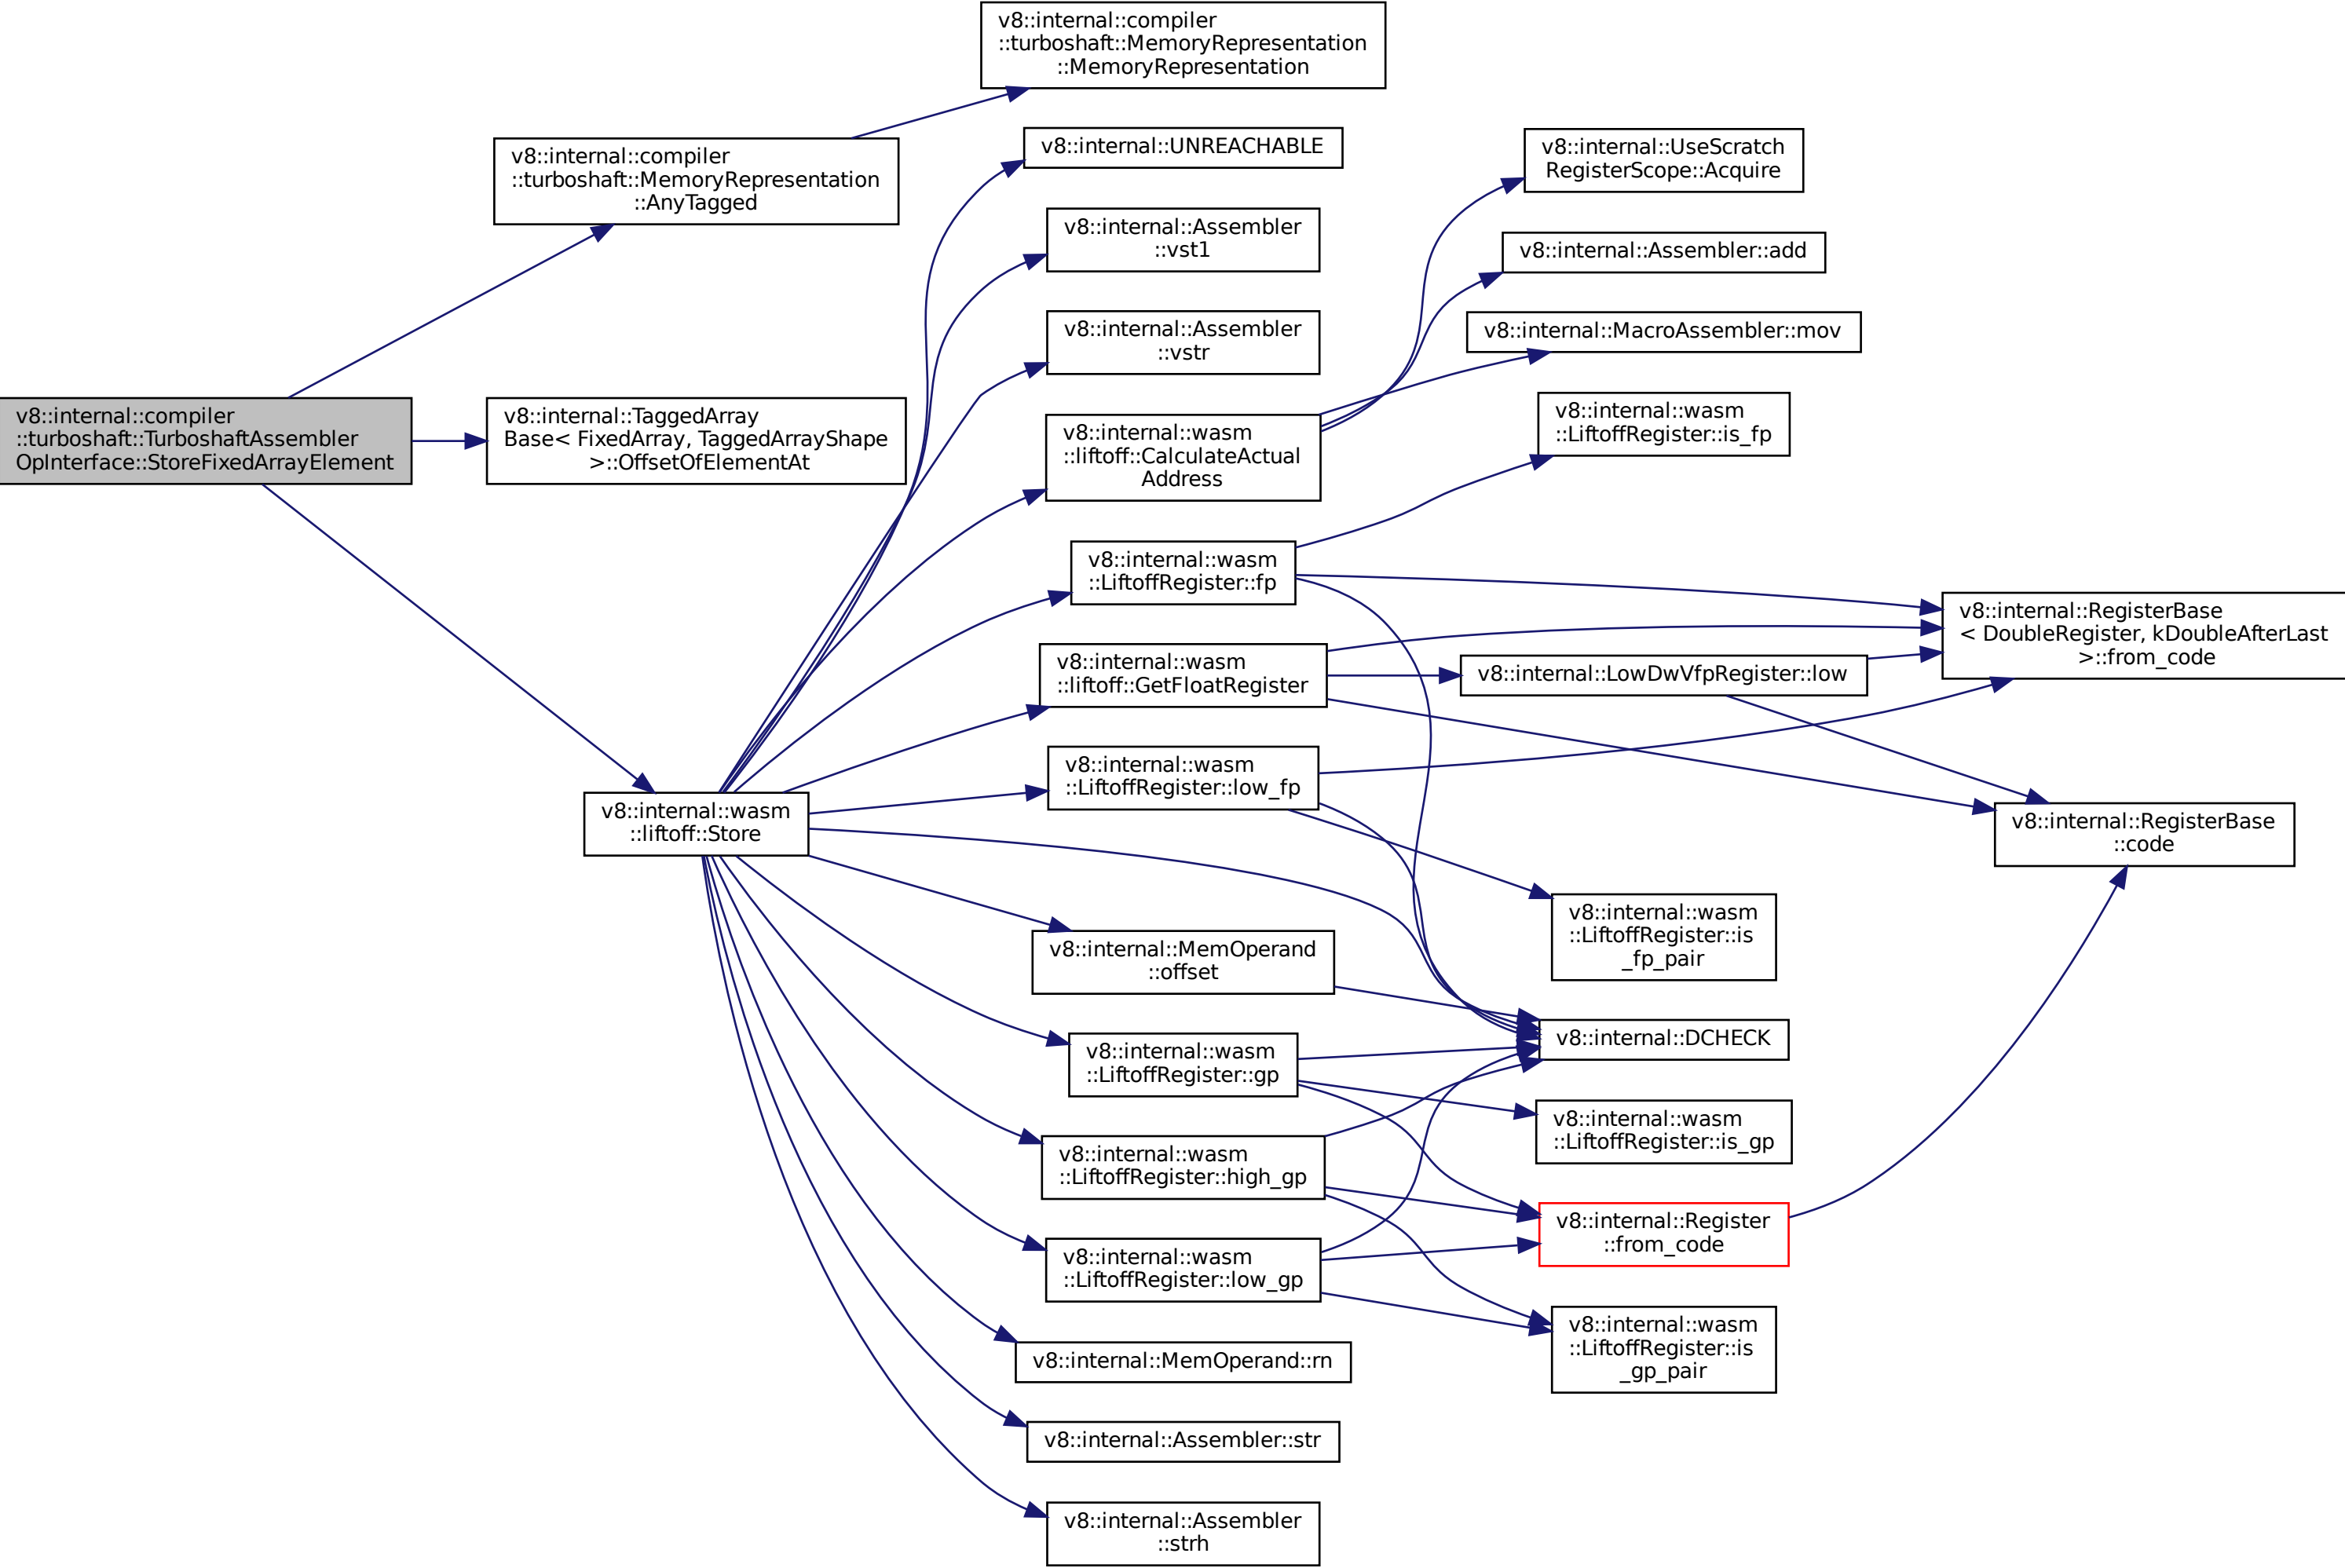 v8::internal::compiler
::turboshaft::TurboshaftAssembler
OpInterface::StoreFixedArrayElement
v8::internal::compiler
::turboshaft::MemoryRepresentation
::AnyTagged
v8::internal::TaggedArray
Base< FixedArray, TaggedArrayShape
>::OffsetOfElementAt
v8::internal::wasm
::liftoff::Store
v8::internal::compiler
::turboshaft::MemoryRepresentation
::MemoryRepresentation
v8::internal::UNREACHABLE
v8::internal::Assembler
::vst1
v8::internal::Assembler
::vstr
v8::internal::wasm
::liftoff::CalculateActual
Address
v8::internal::wasm
::LiftoffRegister::fp
v8::internal::wasm
::liftoff::GetFloatRegister
v8::internal::wasm
::LiftoffRegister::low_fp
v8::internal::MemOperand
::offset
v8::internal::wasm
::LiftoffRegister::gp
v8::internal::wasm
::LiftoffRegister::high_gp
v8::internal::wasm
::LiftoffRegister::low_gp
v8::internal::MemOperand::rn
v8::internal::Assembler::str
v8::internal::Assembler
::strh
v8::internal::UseScratch
RegisterScope::Acquire
v8::internal::Assembler::add
v8::internal::MacroAssembler::mov
v8::internal::wasm
::LiftoffRegister::is_fp
v8::internal::LowDwVfpRegister::low
v8::internal::wasm
::LiftoffRegister::is
_fp_pair
v8::internal::DCHECK
v8::internal::wasm
::LiftoffRegister::is_gp
v8::internal::Register
::from_code
v8::internal::wasm
::LiftoffRegister::is
_gp_pair
v8::internal::RegisterBase
< DoubleRegister, kDoubleAfterLast
>::from_code
v8::internal::RegisterBase
::code